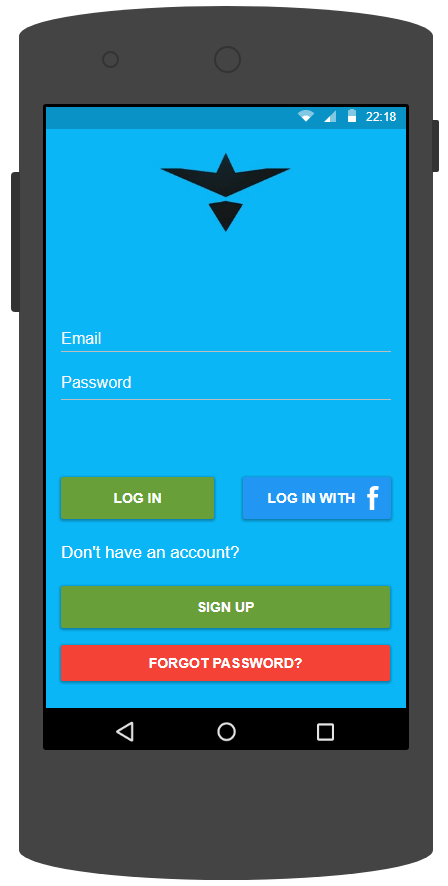 22:18
Email
Password
LOG IN
LOG IN WITH f
Don't have an account?
SIGN UP
FORGOT PASSWORD?